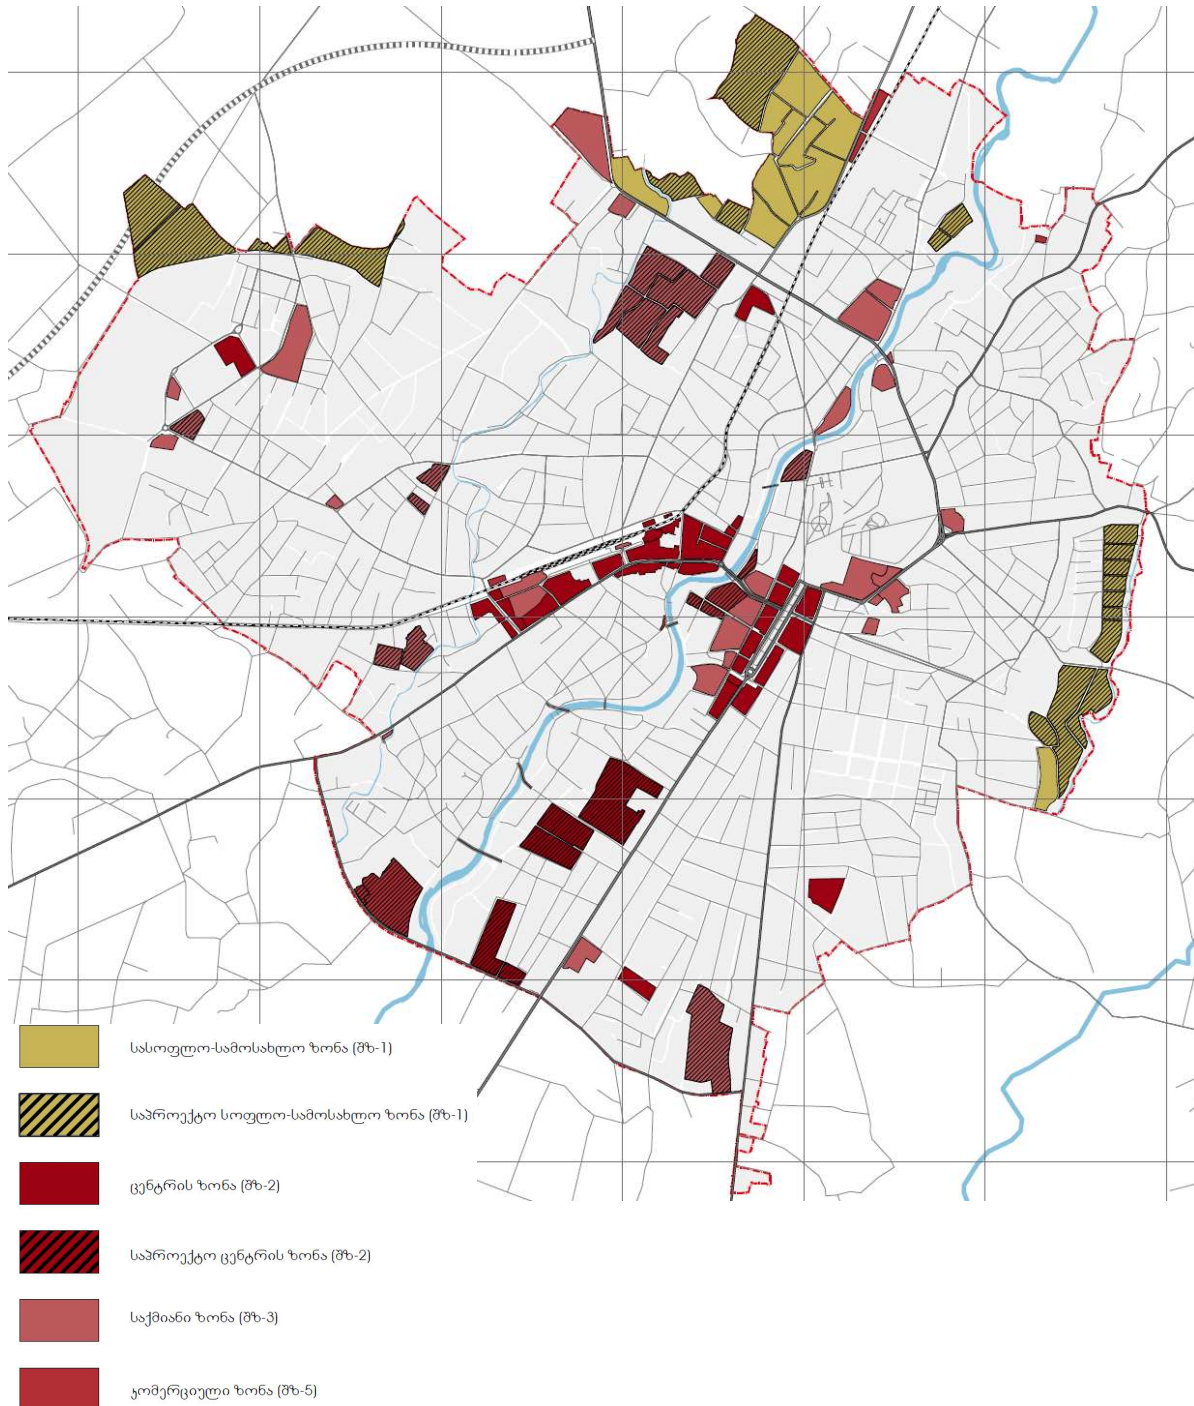 სასოფლო-სამოსახლო ზონა (შზ-1)
საპროექტო სოფლო-სამოსახლო ზონა (შზ-1)
ცენტრის ზონა (შზ-2)
საპროექტო ცენტრის ზონა (შზ-2)
საქმიანი ზონა (შზ-3)
კომერციული ზონა (შზ-5)